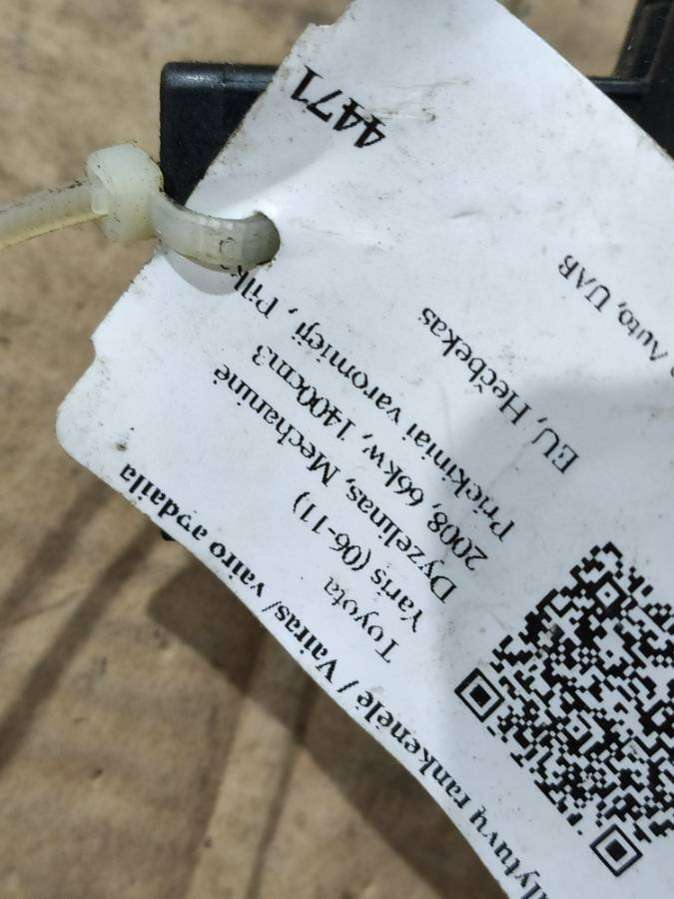 rankenėlė / Vairas/ vairo apdaila
Toyota
Yaris (06-11)
Dyzelinas, Mechaninė
2008, 66kw, 1400cm3
Priekiniai varomieji,
EU, Hečbekas
Auto, UAB
4471